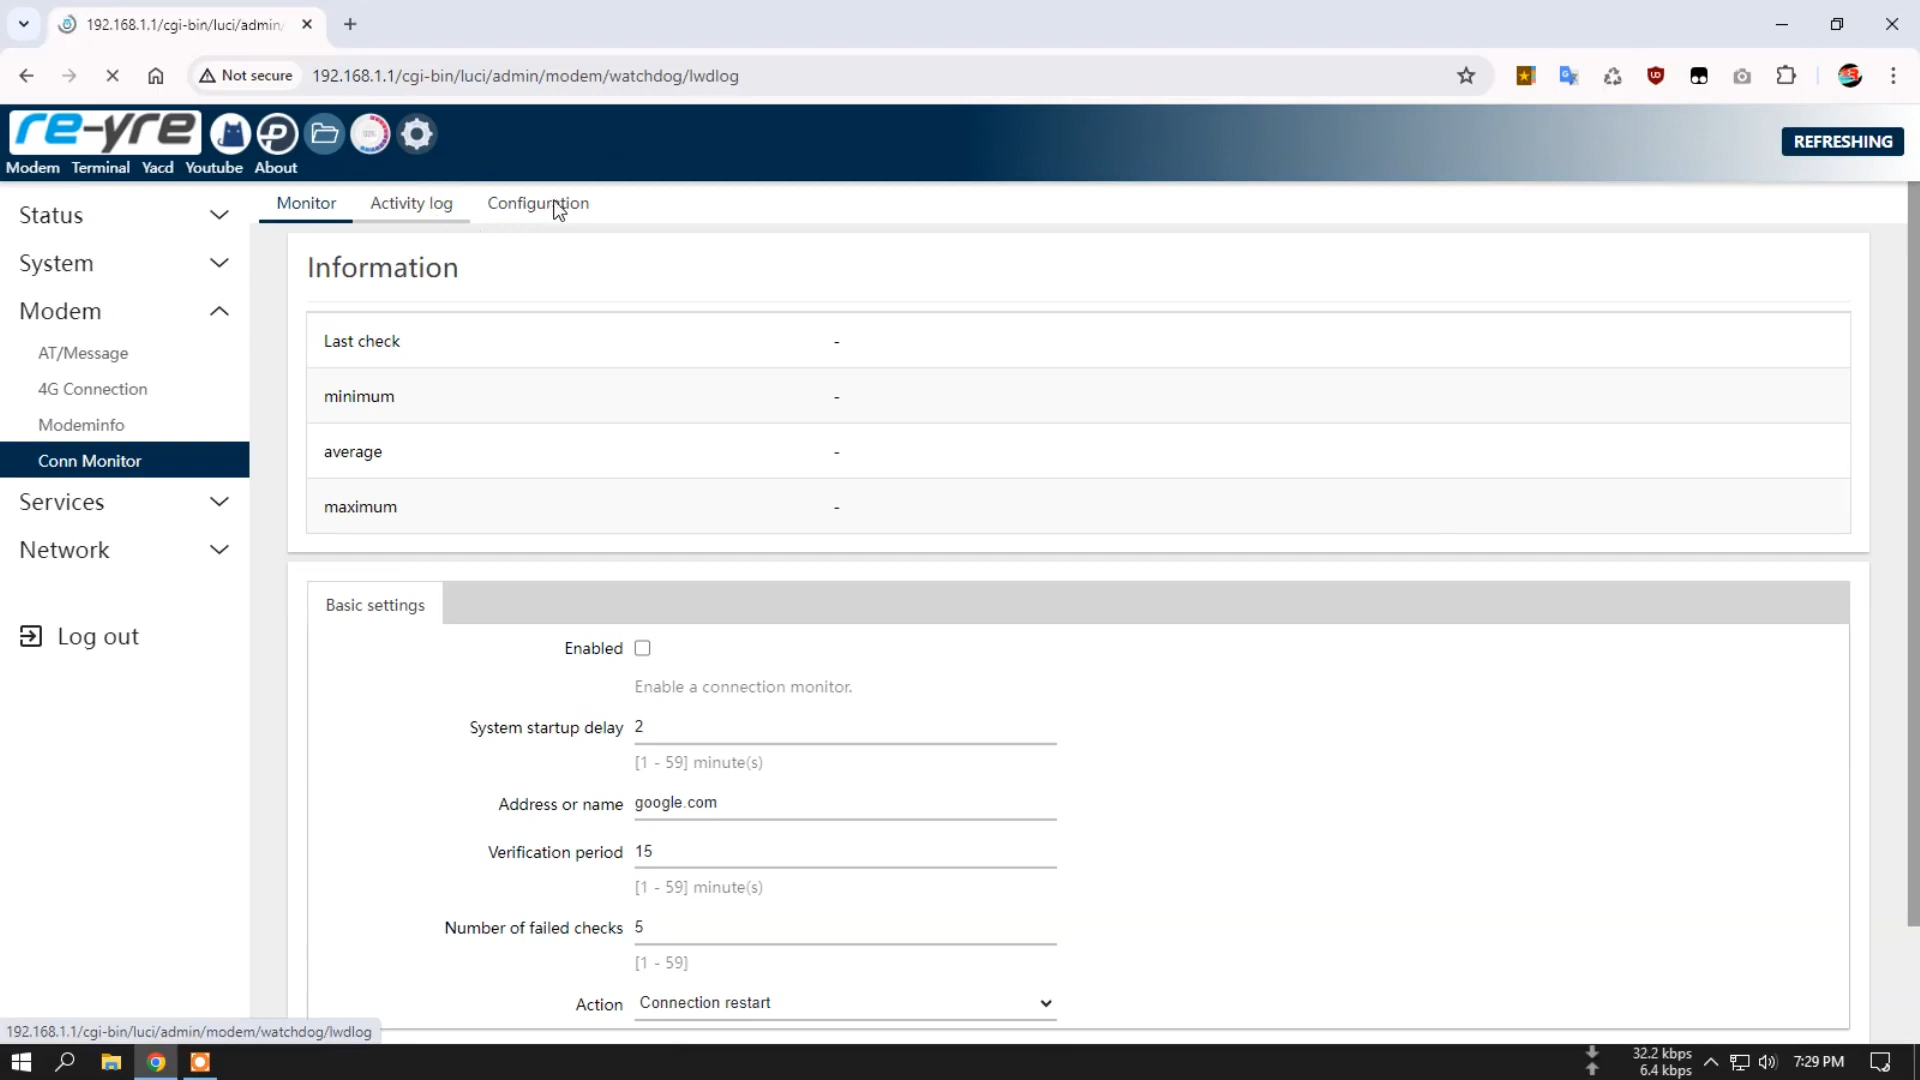 192.168.1.1/cgi-bin/luci/admin/
Not secure
192.168.1.1/cgi-bin/luci/admin/modem/watchdog/lwdlog
re-yre
REFRESHING
Modem Terminal Yacd Youtube About
Status
System
Modem
AT/Message
4G Connection
Modeminfo
Conn Monitor
Services
Network
Log out
Monitor
Activity log
Configuration
Information
Last check -
minimum -
average -
maximum -
Basic settings
Enabled
Enable a connection monitor.
System startup delay 2
[1 - 59] minute(s)
Address or name google.com
Verification period 15
[1 - 59] minute(s)
Number of failed checks 5
[1 - 59]
Action Connection restart
192.168.1.1/cgi-bin/luci/admin/modem/watchdog/lwdlog
32.2 kbps
6.4 kbps
7:29 PM